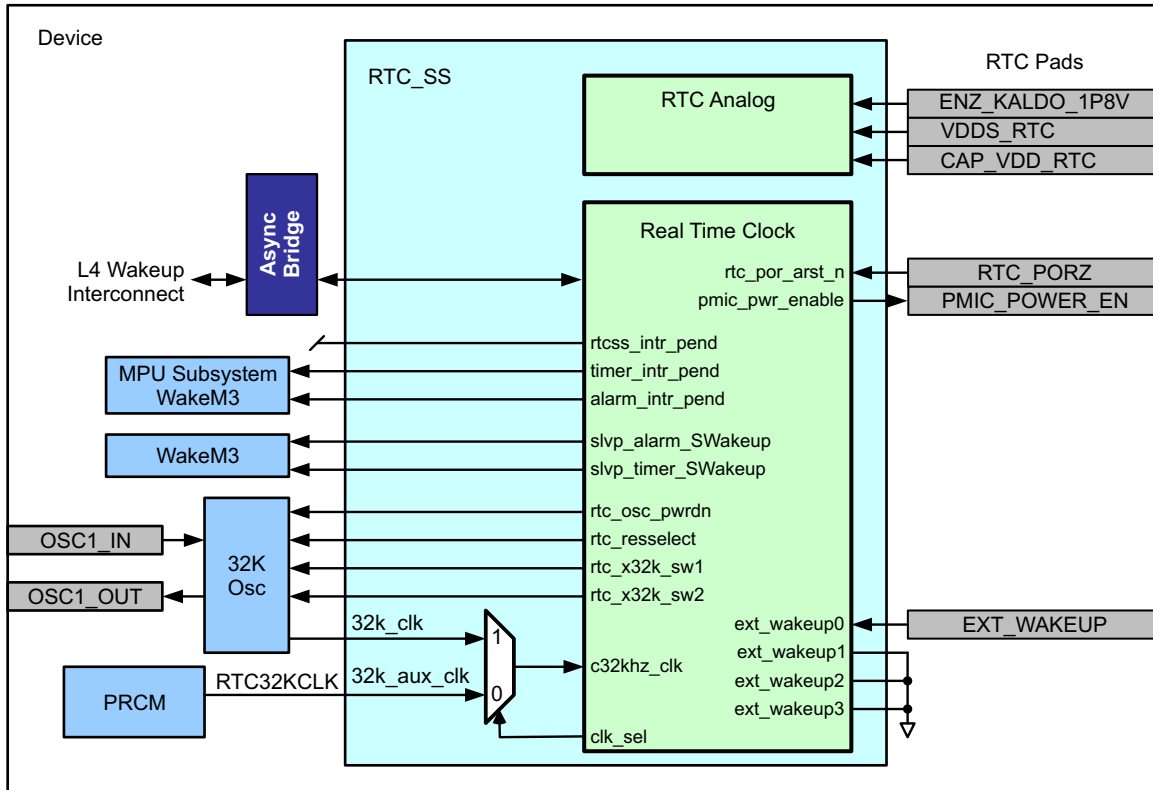 Device
RTC_SS
RTC Pads
RTC Analog
ENZ_KALDO_1P8V
VDDS_RTC
CAP_VDD_RTC
Async
Bridge
L4 Wakeup
Interconnect
Real Time Clock
rtc_por_arst_n
RTC_PORZ
pmic_pwr_enable
PMIC_POWER_EN
rtcss_intr_pend
MPU Subsystem
WakeM3
timer_intr_pend
alarm_intr_pend
WakeM3
slvp_alarm_SWakeup
slvp_timer_SWakeup
OSC1_IN
OSC1_OUT
32K
Osc
rtc_osc_pwrdn
rtc_resselect
rtc_x32k_sw1
rtc_x32k_sw2
32k_clk
1
ext_wakeup0
EXT_WAKEUP
ext_wakeup1
ext_wakeup2
ext_wakeup3
c32khz_clk
PRCM
RTC32KCLK
32k_aux_clk
0
clk_sel